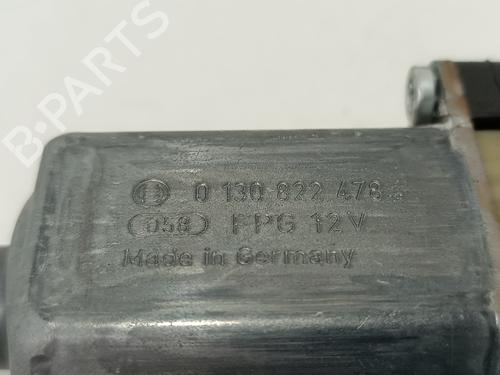 B-PARTS
0 130 822 478
058 FPG 12V
Made in Germany